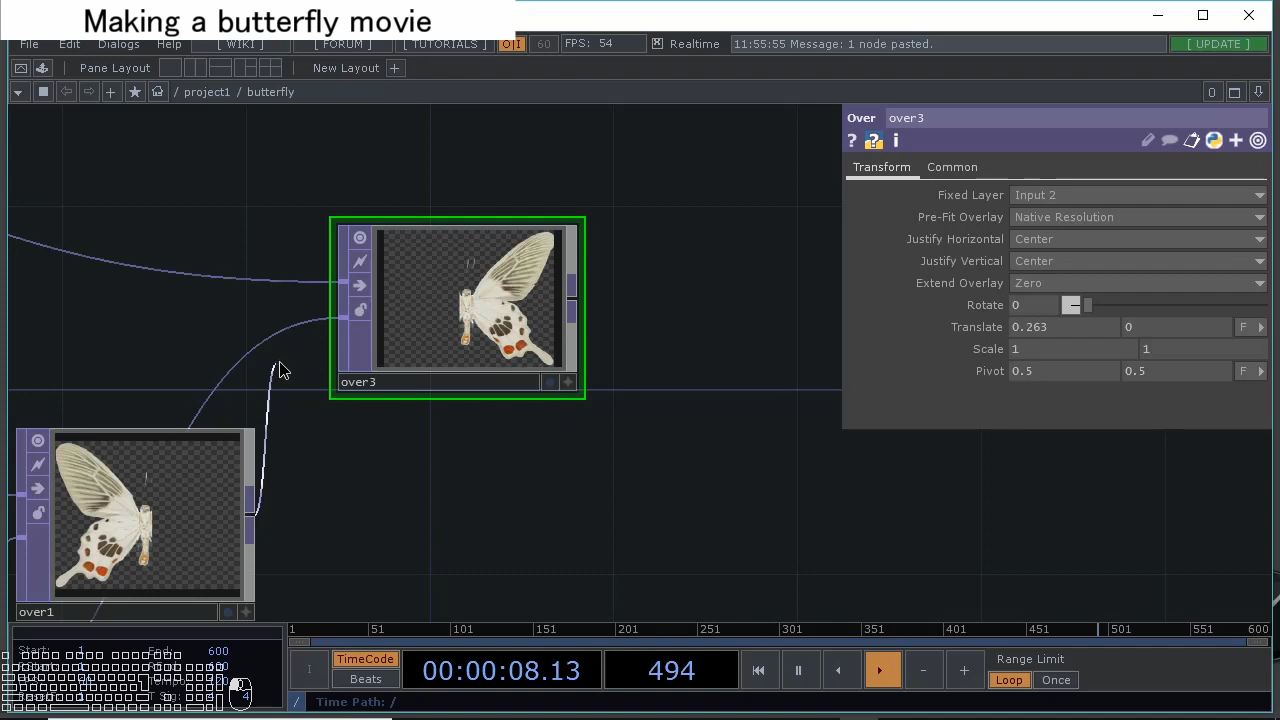 Making a butterfly movie
File Edit Dialogs Help [ WIKI ] [ FORUM ] [ TUTORIALS ] O|I 60 FPS: 54 Realtime 11:55:55 Message: 1 node pasted. [ UPDATE ]
Pane Layout New Layout +
/ project1 / butterfly 0
Over over3
? ? i
Transform Common
Fixed Layer Input 2
Pre-Fit Overlay Native Resolution
Justify Horizontal Center
Justify Vertical Center
Extend Overlay Zero
Rotate 0
Translate 0.263 0 F
Scale 1 1
Pivot 0.5 0.5 F
over3
over1
1 51 101 151 201 251 301 351 401 451 501 551 600
Start: 1 End: 600
TimeCode
Beats
00:00:08.13 494
- +
Range Limit
Loop Once
/ Time Path: /